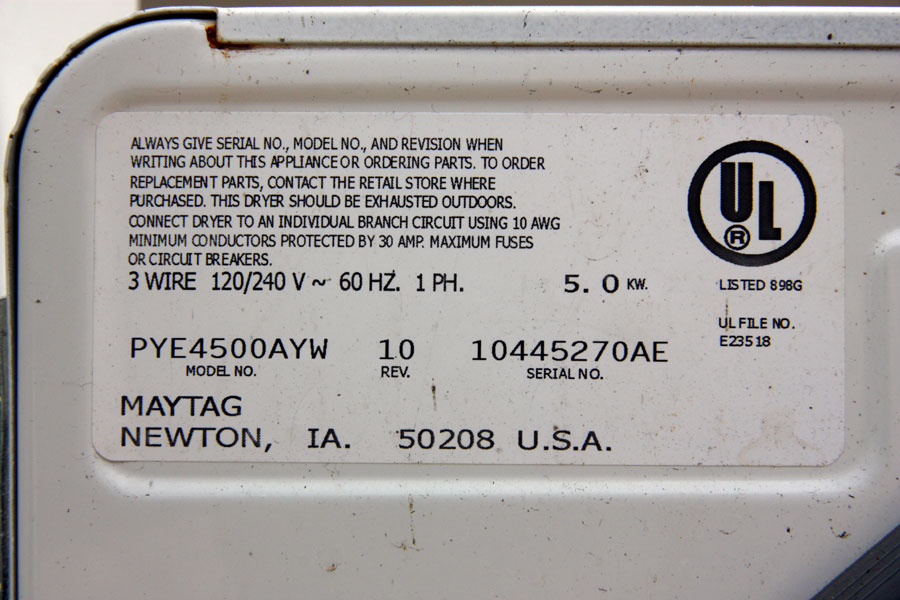 ALWAYS GIVE SERIAL NO., MODEL NO., AND REVISION WHEN
WRITING ABOUT THIS APPLIANCE OR ORDERING PARTS. TO ORDER
REPLACEMENT PARTS, CONTACT THE RETAIL STORE WHERE
PURCHASED. THIS DRYER SHOULD BE EXHAUSTED OUTDOORS.
CONNECT DRYER TO AN INDIVIDUAL BRANCH CIRCUIT USING 10 AWG
MINIMUM CONDUCTORS PROTECTED BY 30 AMP. MAXIMUM FUSES
OR CIRCUIT BREAKERS.
3 WIRE 120/240 V ~ 60 HZ. 1 PH. 5.0 KW.
UL
®
LISTED 898G
UL FILE NO.
E23518
PYE4500AYW 10 10445270AE
MODEL NO. REV. SERIAL NO.
MAYTAG
NEWTON, IA. 50208 U.S.A.